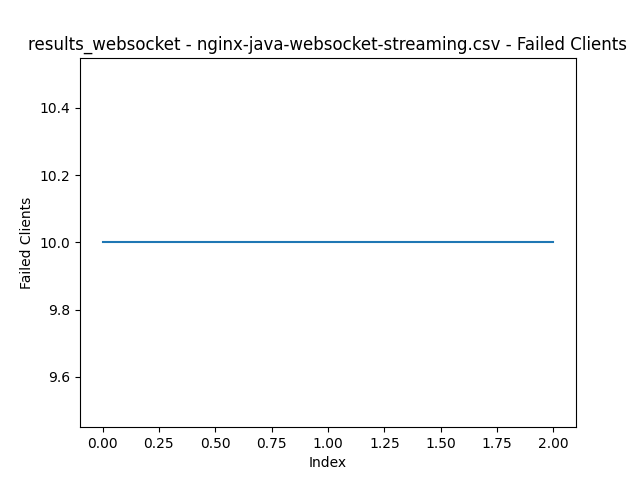 results_websocket - nginx-java-websocket-streaming.csv - Failed Clients
10.4
10.2
10.0
9.8
9.6
Failed Clients
0.00 0.25 0.50 0.75 1.00 1.25 1.50 1.75 2.00
Index